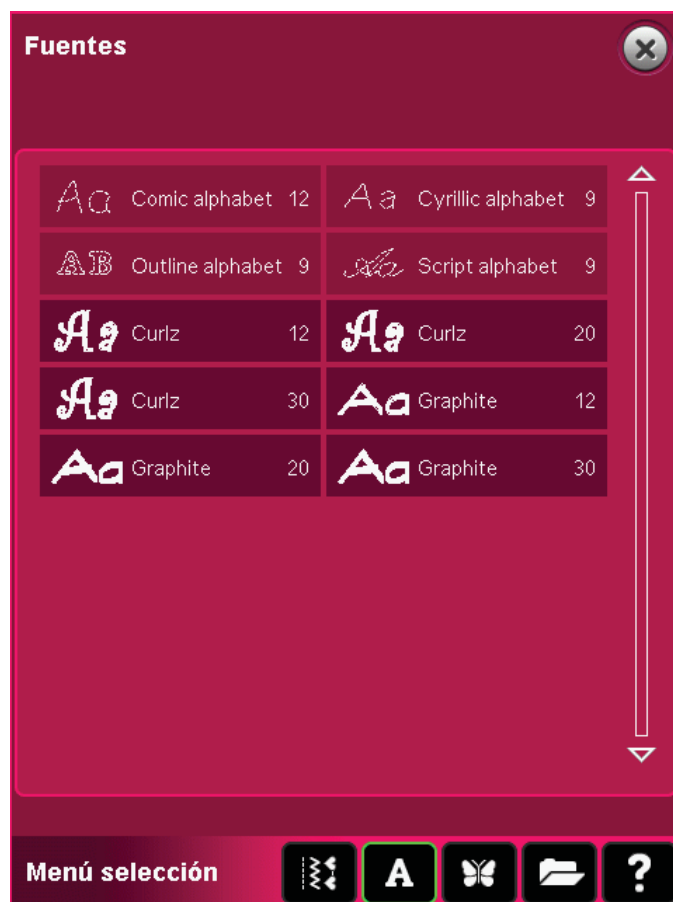 Fuentes
Aa Comic alphabet 12 Aa Cyrillic alphabet 9
AB Outline alphabet 9 Aa Script alphabet 9
Aa Curlz 12 Aa Curlz 20
Aa Curlz 30 Aa Graphite 12
Aa Graphite 20 Aa Graphite 30
Menú selección A ?